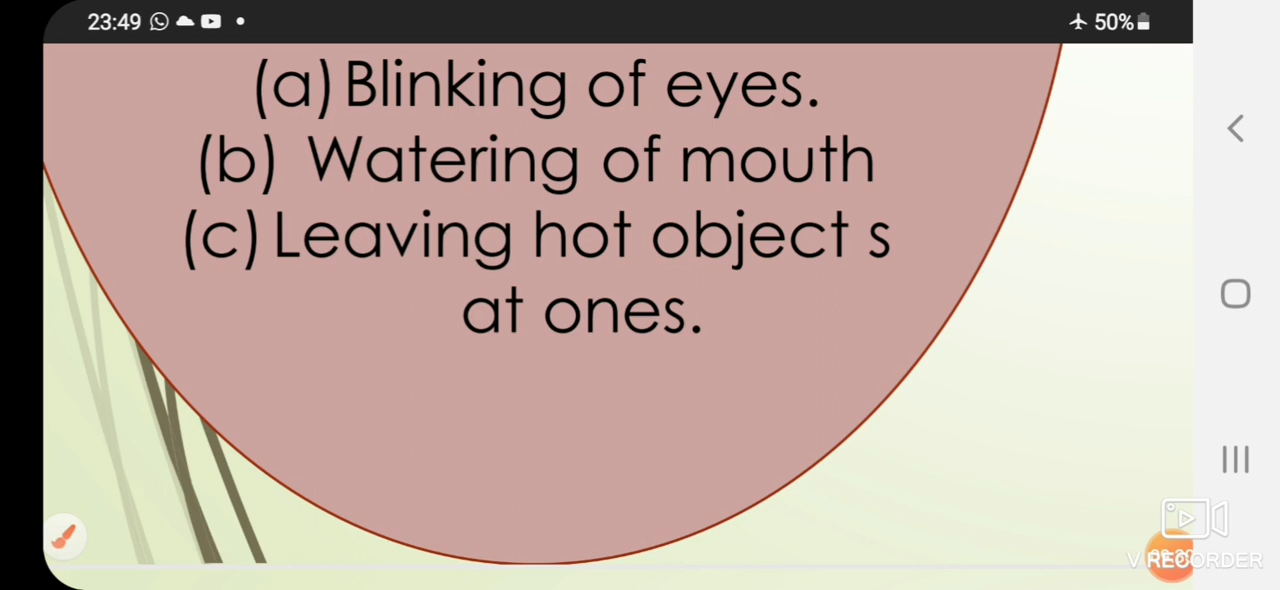 23:49
50%
(a) Blinking of eyes.
(b) Watering of mouth
(c) Leaving hot object s
at ones.
V RECORDER